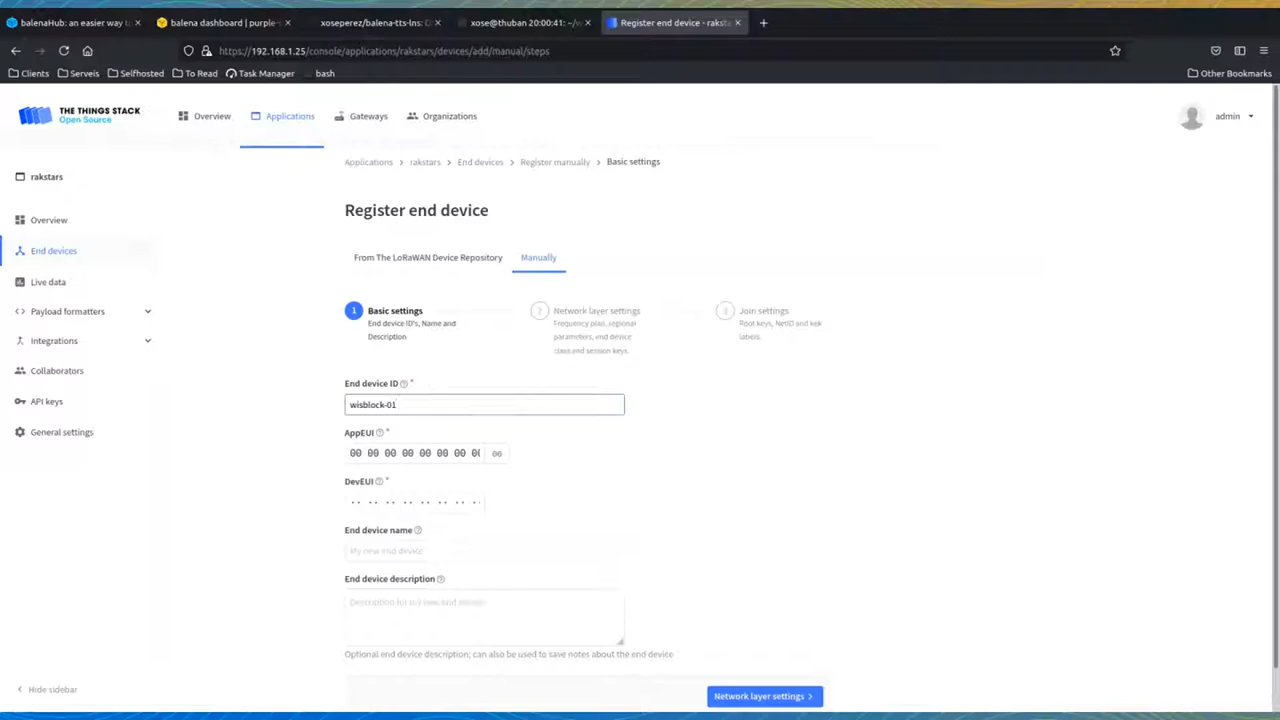 balenaHub: an easier way t
balena dashboard | purple-s
xoseperez/balena-tts-lns: D
xose@thuban 20:00:41: ~/w
Register end device - raksta
https://192.168.1.25/console/applications/rakstars/devices/add/manual/steps
Clients
Serveis
Selfhosted
To Read
Task Manager
bash
Other Bookmarks
THE THINGS STACK
Open Source
Overview
Applications
Gateways
Organizations
admin
Applications > rakstars > End devices > Register manually > Basic settings
rakstars
Overview
End devices
Live data
Payload formatters
Integrations
Collaborators
API keys
General settings
Hide sidebar
Register end device
From The LoRaWAN Device Repository
Manually
1 Basic settings
End device ID's, Name and
Description
Network layer settings
Frequency plan, regional
parameters, end device
class and session keys.
Join settings
Root keys, NetID and kek
labels.
End device ID *
wisblock-01
AppEUI *
00 00 00 00 00 00 00 00
DevEUI *
·· ·· ·· ·· ·· ·· ·· ·
End device name
My new end device
End device description
Description for my new end device
Optional end device description; can also be used to save notes about the end device
Network layer settings >